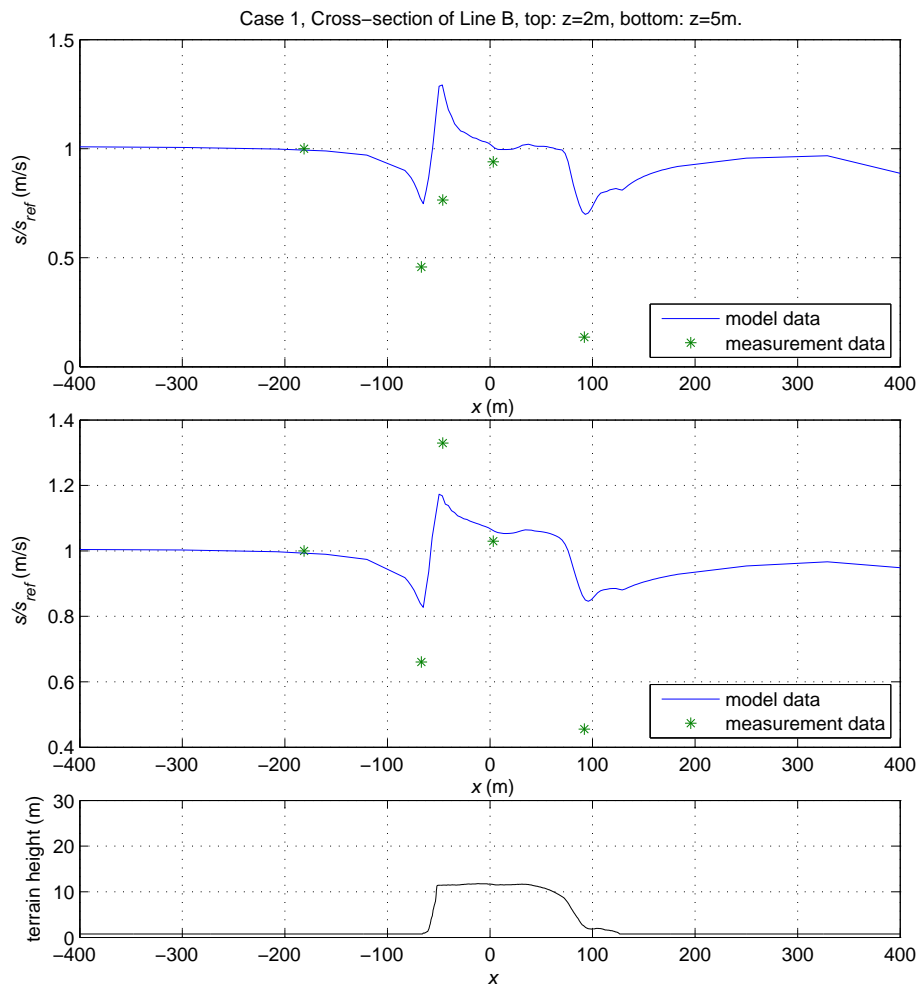 Case 1, Cross−section of Line B, top: z=2m, bottom: z=5m.
1.5
1
0.5
0
s/s_ref (m/s)
−400 −300 −200 −100 0 100 200 300 400
x (m)
model data
measurement data
1.4
1.2
1
0.8
0.6
0.4
s/s_ref (m/s)
−400 −300 −200 −100 0 100 200 300 400
x (m)
model data
measurement data
30
20
10
0
terrain height (m)
−400 −300 −200 −100 0 100 200 300 400
x